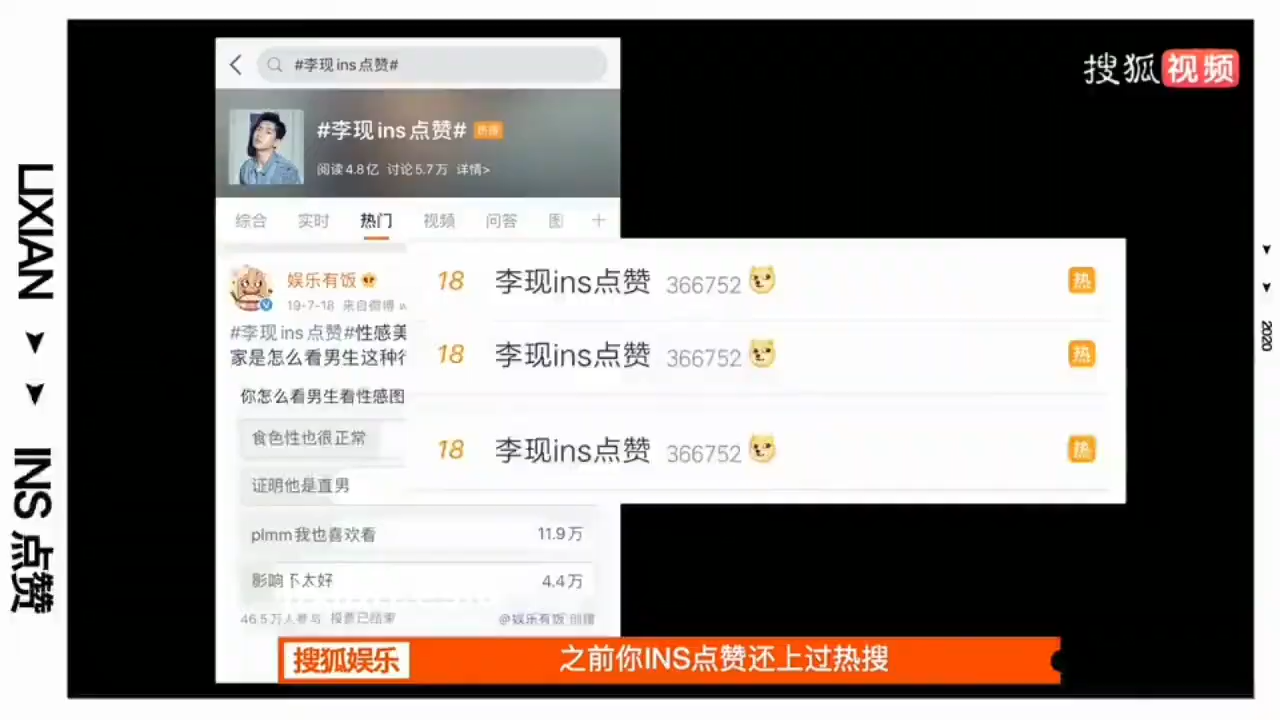 #李现ins点赞#
搜狐视频
#李现ins点赞# 热搜
阅读4.8亿 讨论5.7万 详情>
综合 实时 热门 视频 问答 图 +
娱乐有饭
19-7-18 来自微博
#李现ins点赞#性感美
家是怎么看男生这种行
你怎么看男生看性感图
食色性也很正常
证明他是直男
plmm我也喜欢看 11.9万
影响不太好 4.4万
46.5万人参与 投票已结束 @娱乐有饭 创建
18 李现ins点赞 366752 热
18 李现ins点赞 366752 热
18 李现ins点赞 366752 热
搜狐娱乐 之前你INS点赞还上过热搜
LIXIAN
INS 点赞
2020